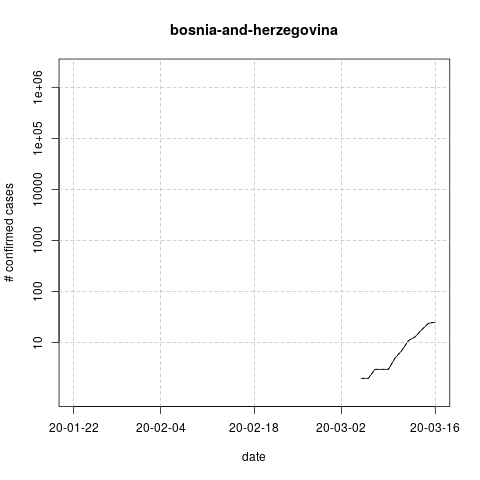 bosnia-and-herzegovina
1e+06
1e+05
10000
1000
100
10
# confirmed cases
20-01-22 20-02-04 20-02-18 20-03-02 20-03-16
date